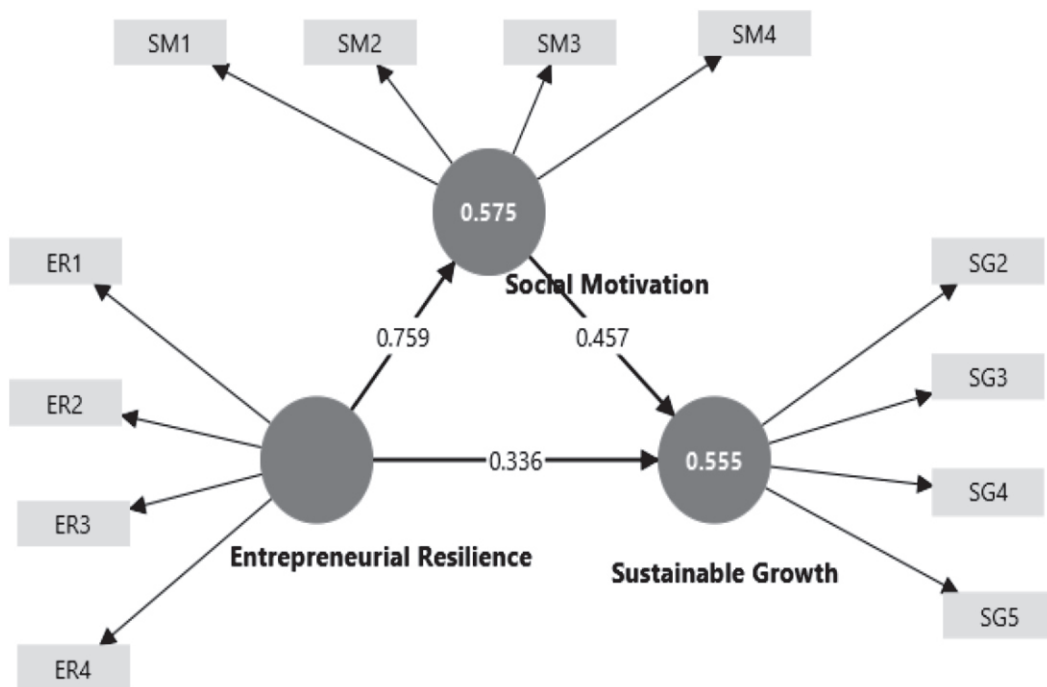 SM1
SM2
SM3
SM4
0.575
Social Motivation
ER1
SG2
0.759
0.457
SG3
ER2
0.336
0.555
SG4
ER3
Entrepreneurial Resilience
Sustainable Growth
SG5
ER4